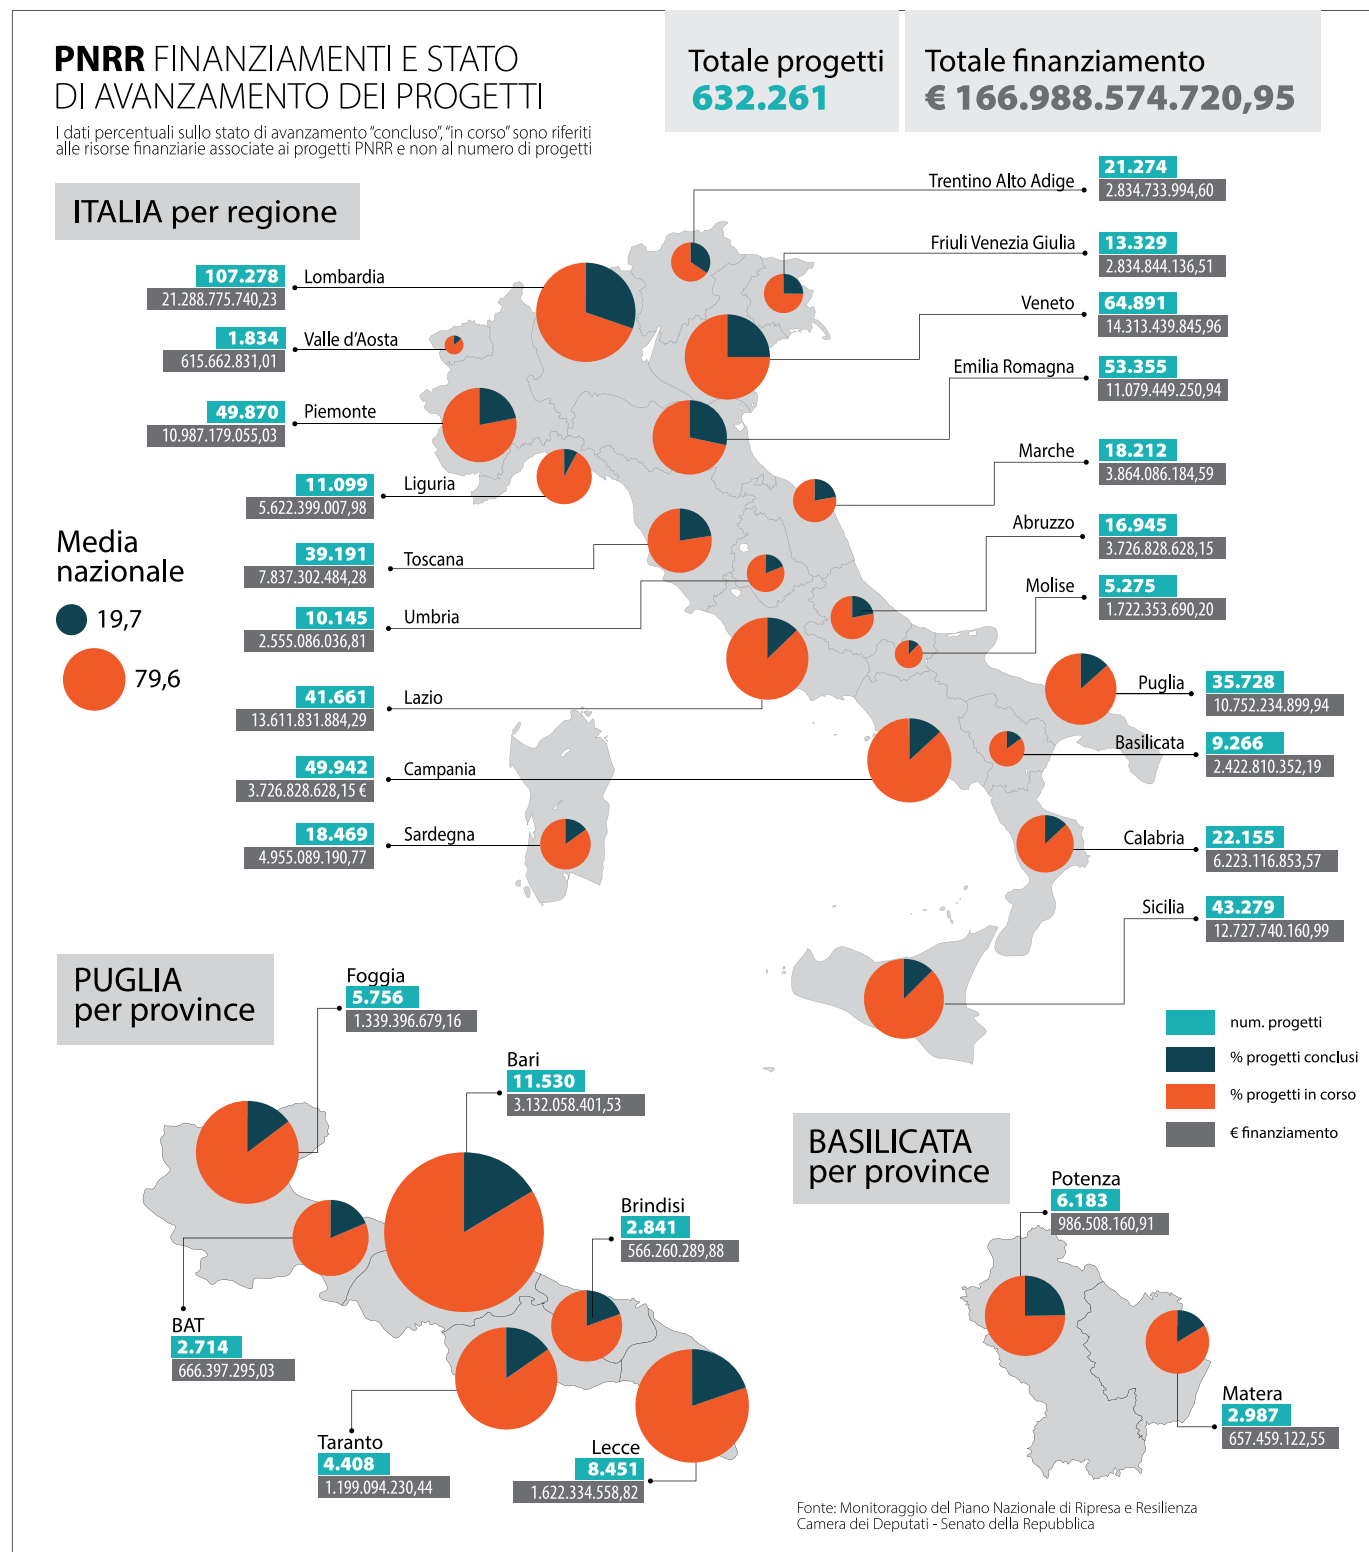 PNRR FINANZIAMENTI E STATO
DI AVANZAMENTO DEI PROGETTI
I dati percentuali sullo stato di avanzamento “concluso”, “in corso” sono riferiti
alle risorse finanziarie associate ai progetti PNRR e non al numero di progetti
Totale progetti
632.261
Totale finanziamento
€ 166.988.574.720,95
ITALIA per regione
Trentino Alto Adige
21.274
2.834.733.994,60
Friuli Venezia Giulia
13.329
2.834.844.136,51
Veneto
64.891
14.313.439.845,96
Emilia Romagna
53.355
11.079.449.250,94
Marche
18.212
3.864.086.184,59
Abruzzo
16.945
3.726.828.628,15
Molise
5.275
1.722.353.690,20
Puglia
35.728
10.752.234.899,94
Basilicata
9.266
2.422.810.352,19
Calabria
22.155
6.223.116.853,57
Sicilia
43.279
12.727.740.160,99
107.278
Lombardia
21.288.775.740,23
1.834
Valle d’Aosta
615.662.831,01
49.870
Piemonte
10.987.179.055,03
11.099
Liguria
5.622.399.007,98
39.191
Toscana
7.837.302.484,28
10.145
Umbria
2.555.086.036,81
41.661
Lazio
13.611.831.884,29
49.942
Campania
3.726.828.628,15 €
18.469
Sardegna
4.955.089.190,77
Media
nazionale
19,7
79,6
PUGLIA
per province
Foggia
5.756
1.339.396.679,16
Bari
11.530
3.132.058.401,53
Brindisi
2.841
566.260.289,88
BAT
2.714
666.397.295,03
Taranto
4.408
1.199.094.230,44
Lecce
8.451
1.622.334.558,82
num. progetti
% progetti conclusi
% progetti in corso
€ finanziamento
BASILICATA
per province
Potenza
6.183
986.508.160,91
Matera
2.987
657.459.122,55
Fonte: Monitoraggio del Piano Nazionale di Ripresa e Resilienza
Camera dei Deputati - Senato della Repubblica